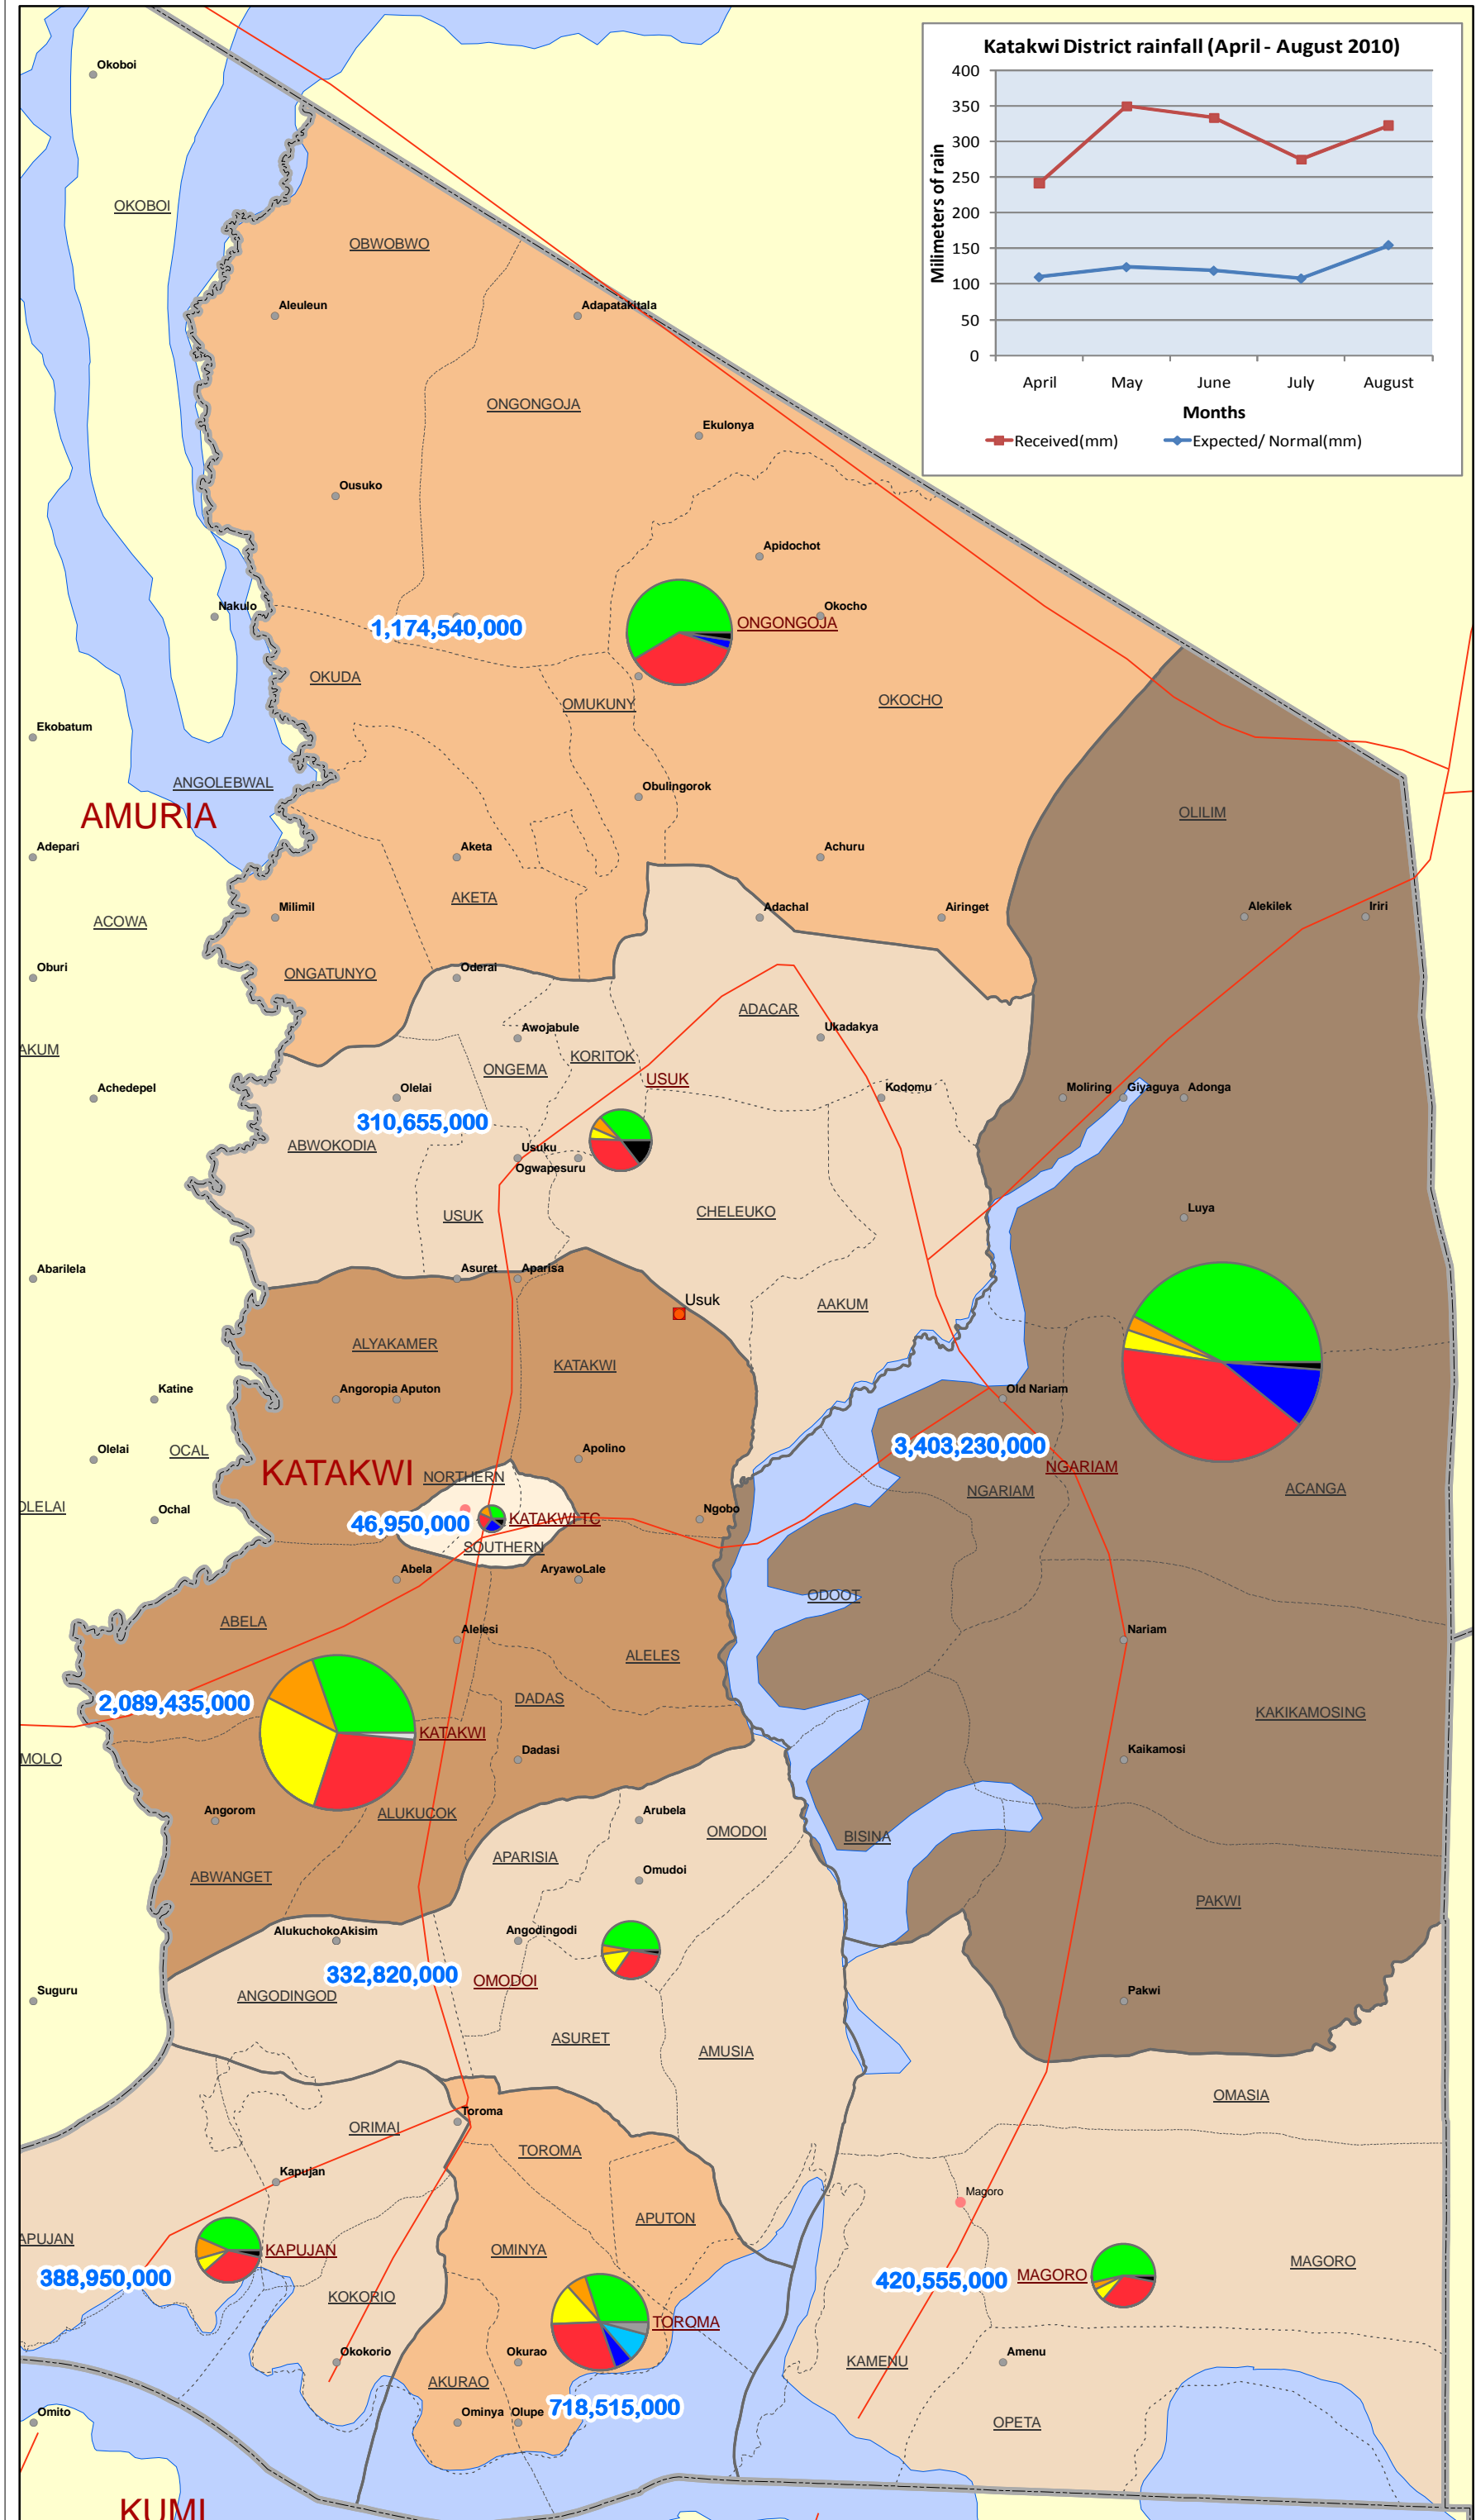 Katakwi District rainfall (April - August 2010)
400
350
300
250
200
150
100
50
0
Milimeters of rain
April May June July August
Months
Received(mm) Expected/ Normal(mm)
Okoboi
OKOBOI
OBWOBWO
Aleuleun
Adapatakitala
ONGONGOJA
Ekulonya
Ousuko
Apidochot
Nakulo
Okocho
1,174,540,000
ONGONGOJA
OKUDA
OMUKUNY
OKOCHO
Ekobatum
ANGOLEBWAL
Obulingorok
AMURIA
OLILIM
Adepari
Aketa
Achuru
AKETA
ACOWA
Milimil
Adachal
Airinget
Alekilek
Iriri
Oburi
ONGATUNYO
Oderai
ADACAR
Awojabule
Ukadakya
AKUM
KORITOK
ONGEMA
USUK
Achedepel
Olelai
Kodomu
Moliring
Giyaguya
Adonga
310,655,000
ABWOKODIA
Usuku
Ogwapesuru
USUK
CHELEUKO
Luya
Abarilela
Asuret
Aparisa
Usuk
AAKUM
ALYAKAMER
KATAKWI
Katine
Angoropia Aputon
Old Nariam
Olelai
OCAL
Apolino
3,403,230,000
NGARIAM
KATAKWI
NORTHERN
NGARIAM
ACANGA
OLELAI
Ochal
46,950,000
KATAKWI TC
Ngobo
SOUTHERN
Abela
AryawoLale
ODOOT
ABELA
Alelesi
Nariam
ALELES
2,089,435,000
DADAS
KATAKWI
KAKIKAMOSING
MOLO
Dadasi
Kaikamosi
Angorom
ALUKUCOK
Arubela
OMODOI
BISINA
APARISIA
ABWANGET
Omudoi
PAKWI
AlukuchokoAkisim
Angodingodi
332,820,000
OMODOI
Suguru
ANGODINGOD
Pakwi
ASURET
AMUSIA
OMASIA
Toroma
ORIMAI
TOROMA
Kapujan
Magoro
APUTON
APUJAN
KAPUJAN
OMINYA
MAGORO
388,950,000
420,555,000
MAGORO
KOKORIO
TOROMA
Okokorio
Okurao
KAMENU
Amenu
AKURAO
Omito
Ominya
Olupe
718,515,000
OPETA
KUMI